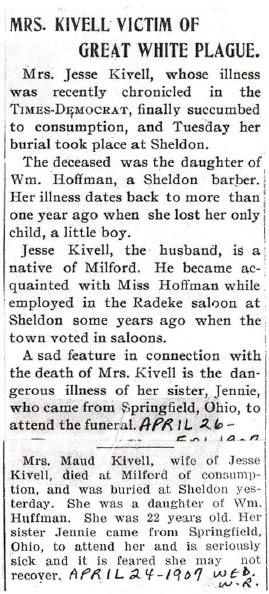 MRS. KIVELL VICTIM OF
GREAT WHITE PLAGUE.
Mrs. Jesse Kivell, whose illness
was recently chronicled in the
TIMES-DEMOCRAT, finally succumbed
to consumption, and Tuesday her
burial took place at Sheldon.
The deceased was the daughter of
Wm. Hoffman, a Sheldon barber.
Her illness dates back to more than
one year ago when she lost her only
child, a little boy.
Jesse Kivell, the husband, is a
native of Milford. He became ac-
quainted with Miss Hoffman while
employed in the Radeke saloon at
Sheldon some years ago when the
town voted in saloons.
A sad feature in connection with
the death of Mrs. Kivell is the dan-
gerous illness of her sister, Jennie,
who came from Springfield, Ohio, to
attend the funeral. APRIL 26-
Mrs. Maud Kivell, wife of Jesse
Kivell, died at Milford of consump-
tion, and was buried at Sheldon yes-
terday. She was a daughter of Wm.
Huffman. She was 22 years old. Her
sister Jennie came from Springfield,
Ohio, to attend her and is seriously
sick and it is feared she may not
recover. APRIL 24-1907 WED.
W.R.